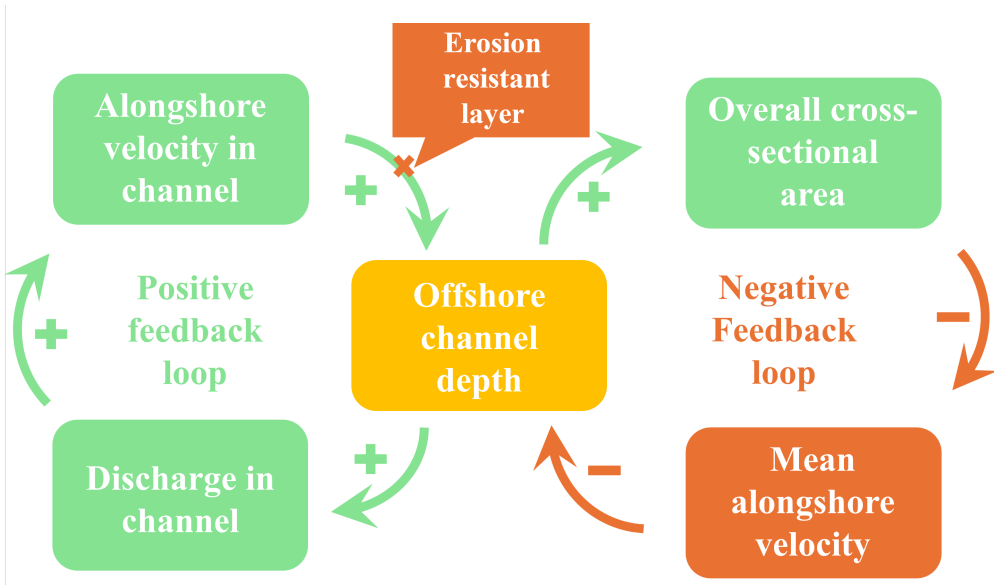 Erosion
resistant
layer
Alongshore
velocity in
channel
+
+
Overall cross-
sectional
area
Positive
feedback
loop
+
Offshore
channel
depth
Negative
Feedback
loop
−
Discharge in
channel
+
−
Mean
alongshore
velocity